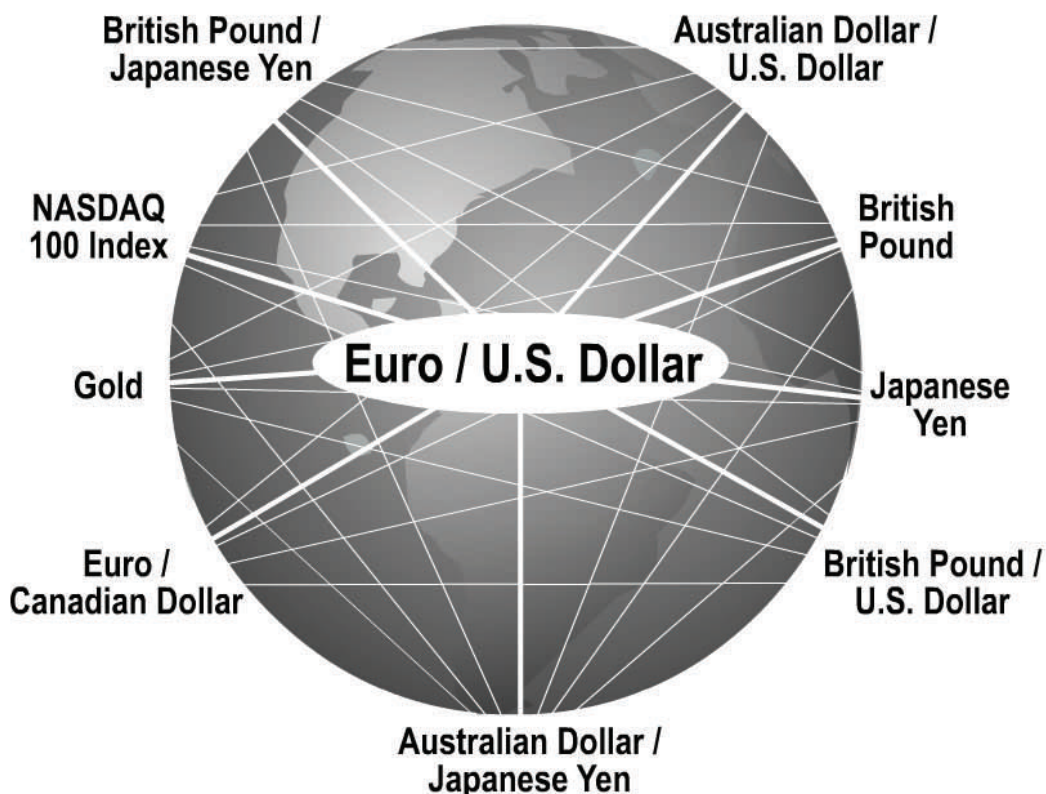 British Pound /
Japanese Yen
Australian Dollar /
U.S. Dollar
NASDAQ
100 Index
British
Pound
Euro / U.S. Dollar
Gold
Japanese
Yen
Euro /
Canadian Dollar
British Pound /
U.S. Dollar
Australian Dollar /
Japanese Yen